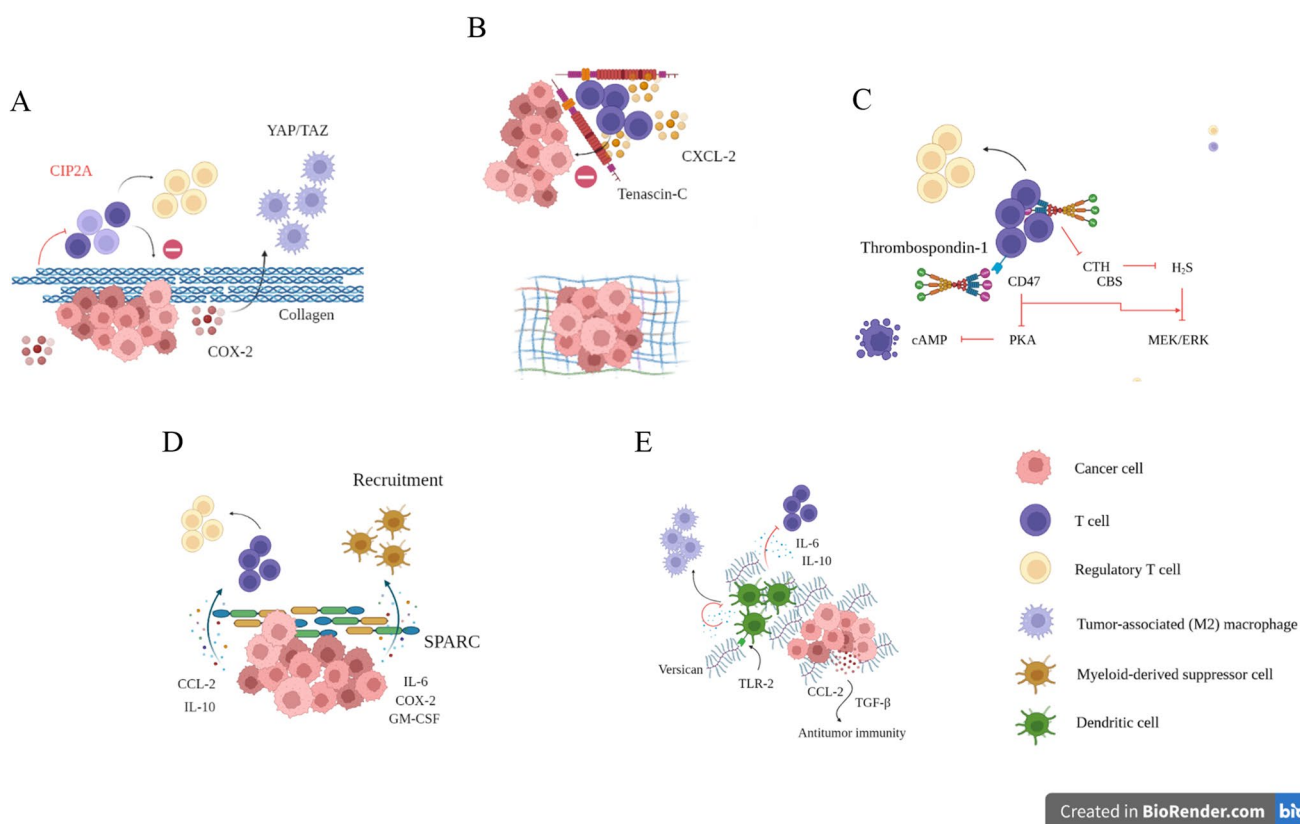 A
CIP2A
YAP/TAZ
Collagen
COX-2
B
CXCL-2
Tenascin-C
C
Thrombospondin-1
CD47
CTH
CBS
H₂S
cAMP
PKA
MEK/ERK
D
Recruitment
SPARC
CCL-2
IL-10
IL-6
COX-2
GM-CSF
E
IL-6
IL-10
Versican
TLR-2
CCL-2
TGF-β
Antitumor immunity
Cancer cell
T cell
Regulatory T cell
Tumor-associated (M2) macrophage
Myeloid-derived suppressor cell
Dendritic cell
Created in BioRender.com bio